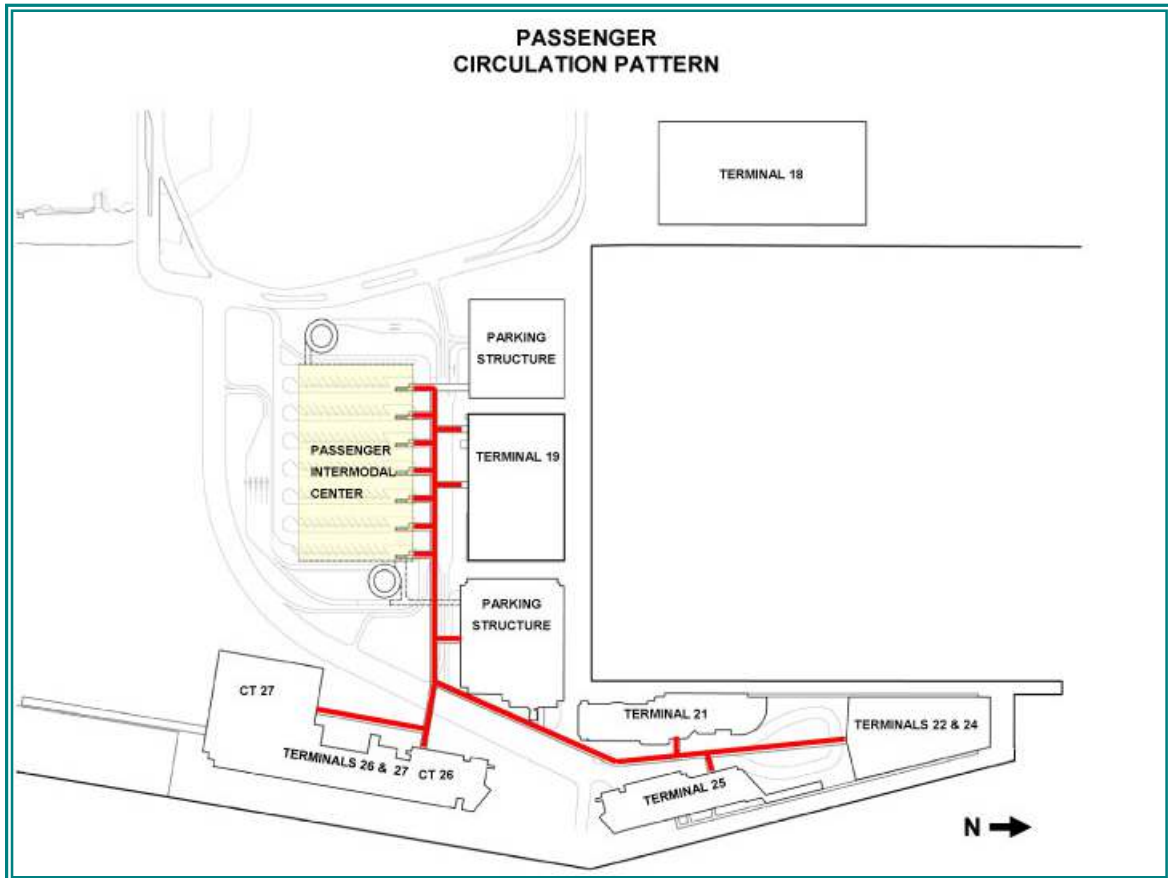 PASSENGER
CIRCULATION PATTERN
TERMINAL 18
PARKING
STRUCTURE
PASSENGER
INTERMODAL
CENTER
TERMINAL 19
PARKING
STRUCTURE
CT 27
TERMINAL 21
TERMINALS 22 & 24
TERMINALS 26 & 27
CT 26
TERMINAL 25
N